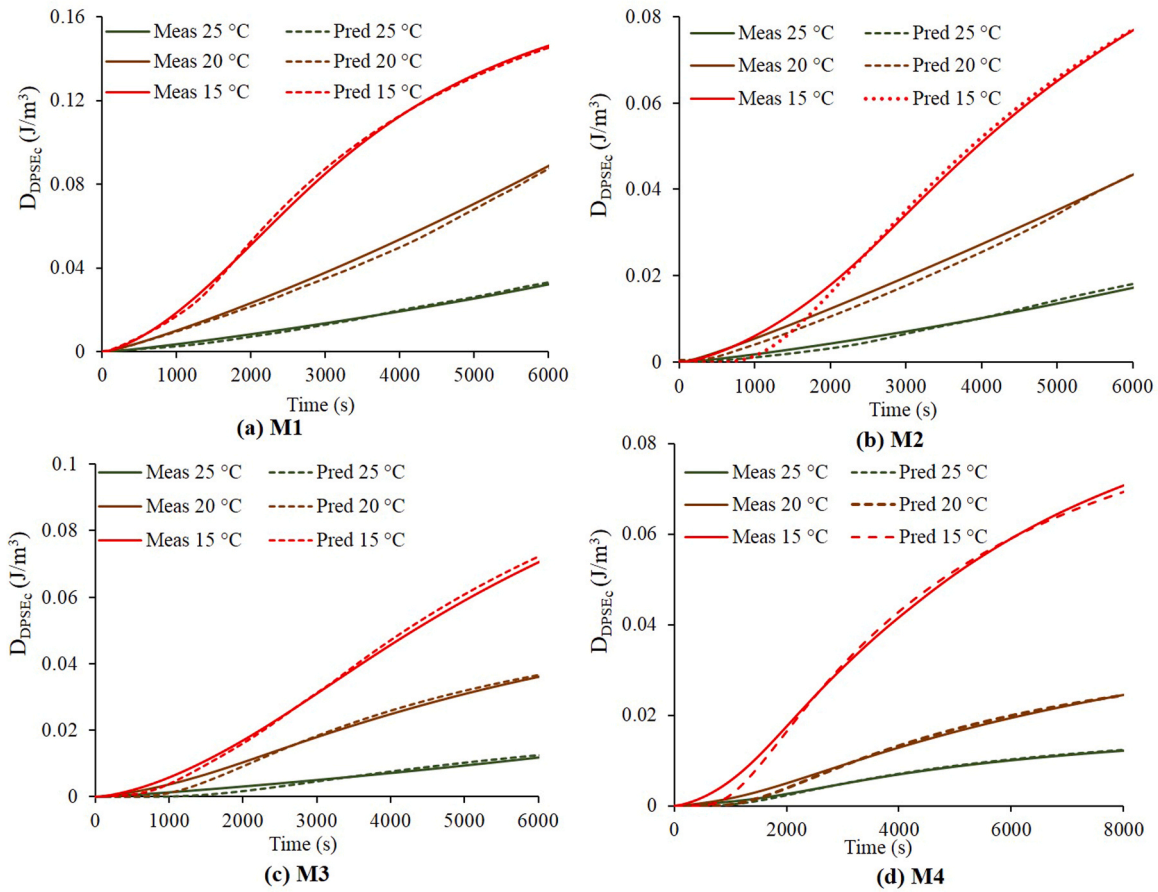 0.16
0.12
0.08
0.04
0
D_DPSEc (J/m³)
Meas 25 °C Pred 25 °C
Meas 20 °C Pred 20 °C
Meas 15 °C Pred 15 °C
0 1000 2000 3000 4000 5000 6000
Time (s)
(a) M1
0.08
0.06
0.04
0.02
0
D_DPSEc (J/m³)
Meas 25 °C Pred 25 °C
Meas 20 °C Pred 20 °C
Meas 15 °C Pred 15 °C
0 1000 2000 3000 4000 5000 6000
Time (s)
(b) M2
0.1
0.08
0.06
0.04
0.02
0
D_DPSEc (J/m³)
Meas 25 °C Pred 25 °C
Meas 20 °C Pred 20 °C
Meas 15 °C Pred 15 °C
0 1000 2000 3000 4000 5000 6000
Time (s)
(c) M3
0.08
0.06
0.04
0.02
0
D_DPSEc (J/m³)
Meas 25 °C Pred 25 °C
Meas 20 °C Pred 20 °C
Meas 15 °C Pred 15 °C
0 2000 4000 6000 8000
Time (s)
(d) M4